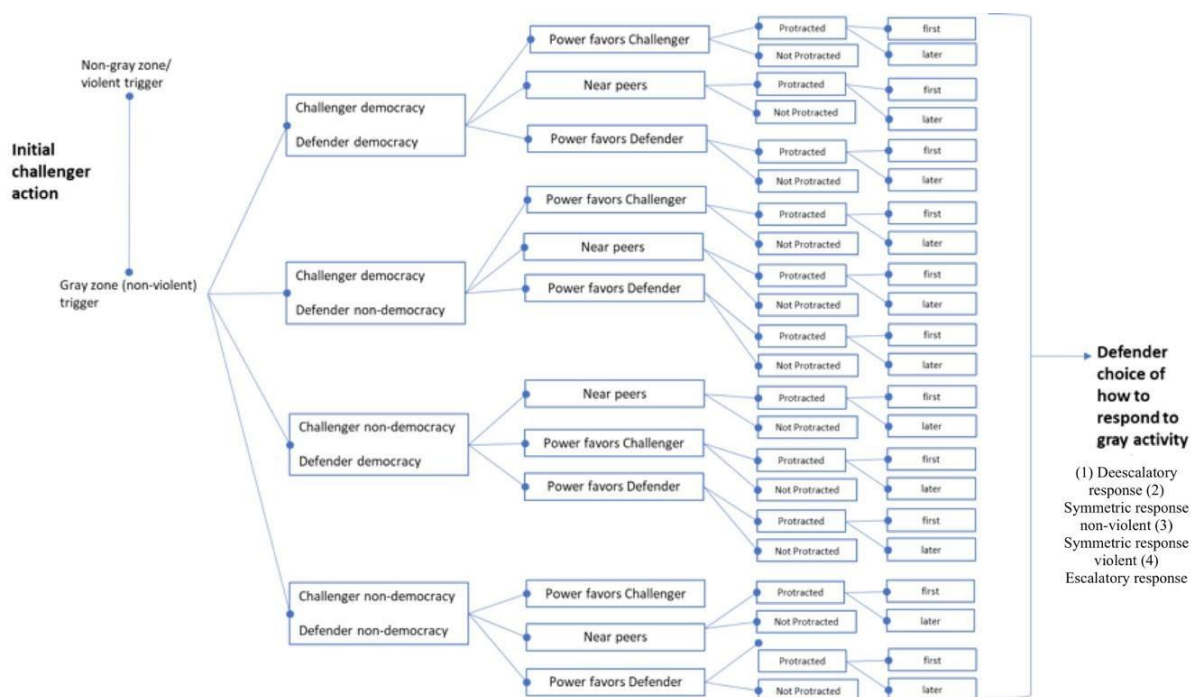 Non-gray zone/
violent trigger
Initial
challenger
action
Gray zone (non-violent)
trigger
Challenger democracy
Defender democracy
Power favors Challenger
Protracted
first
later
Not Protracted
Near peers
Protracted
first
later
Not Protracted
Power favors Defender
Protracted
first
later
Not Protracted
Challenger democracy
Defender non-democracy
Power favors Challenger
Protracted
first
later
Not Protracted
Near peers
Protracted
first
later
Not Protracted
Power favors Defender
Protracted
first
later
Not Protracted
Challenger non-democracy
Defender democracy
Near peers
Protracted
first
later
Not Protracted
Power favors Challenger
Protracted
first
later
Not Protracted
Power favors Defender
Protracted
first
later
Not Protracted
Challenger non-democracy
Defender non-democracy
Power favors Challenger
Near peers
Protracted
first
later
Not Protracted
Power favors Defender
Protracted
first
later
Not Protracted
Defender
choice of
how to
respond to
gray activity
(1) Deescalatory
response (2)
Symmetric response
non-violent (3)
Symmetric response
violent (4)
Escalatory response